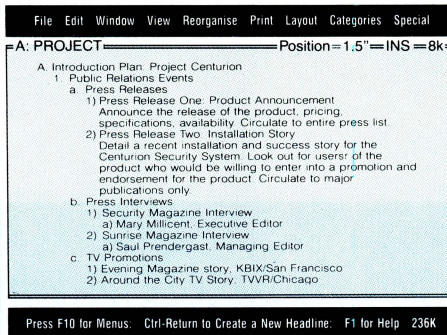 File Edit Window View Reorganise Print Layout Categories Special
A: PROJECT Position=1.5" INS =8k
A. Introduction Plan: Project Centurion
1. Public Relations Events
a. Press Releases
1) Press Release One: Product Announcement
Announce the release of the product, pricing,
specifications, availability. Circulate to entire press list.
2) Press Release Two: Installation Story
Detail a recent installation and success story for the
Centurion Security System. Look out for usersr of the
product who would be willing to enter into a promotion and
endorsement for the product. Circulate to major
publications only.
b. Press Interviews
1) Security Magazine Interview
a) Mary Millicent, Executive Editor
2) Sunrise Magazine Interview
a) Saul Prendergast, Managing Editor
c. TV Promotions
1) Evening Magazine story, KBIX/San Francisco
2) Around the City TV Story, TVVR/Chicago
Press F10 for Menus: Ctrl-Return to Create a New Headline: F1 for Help 236K